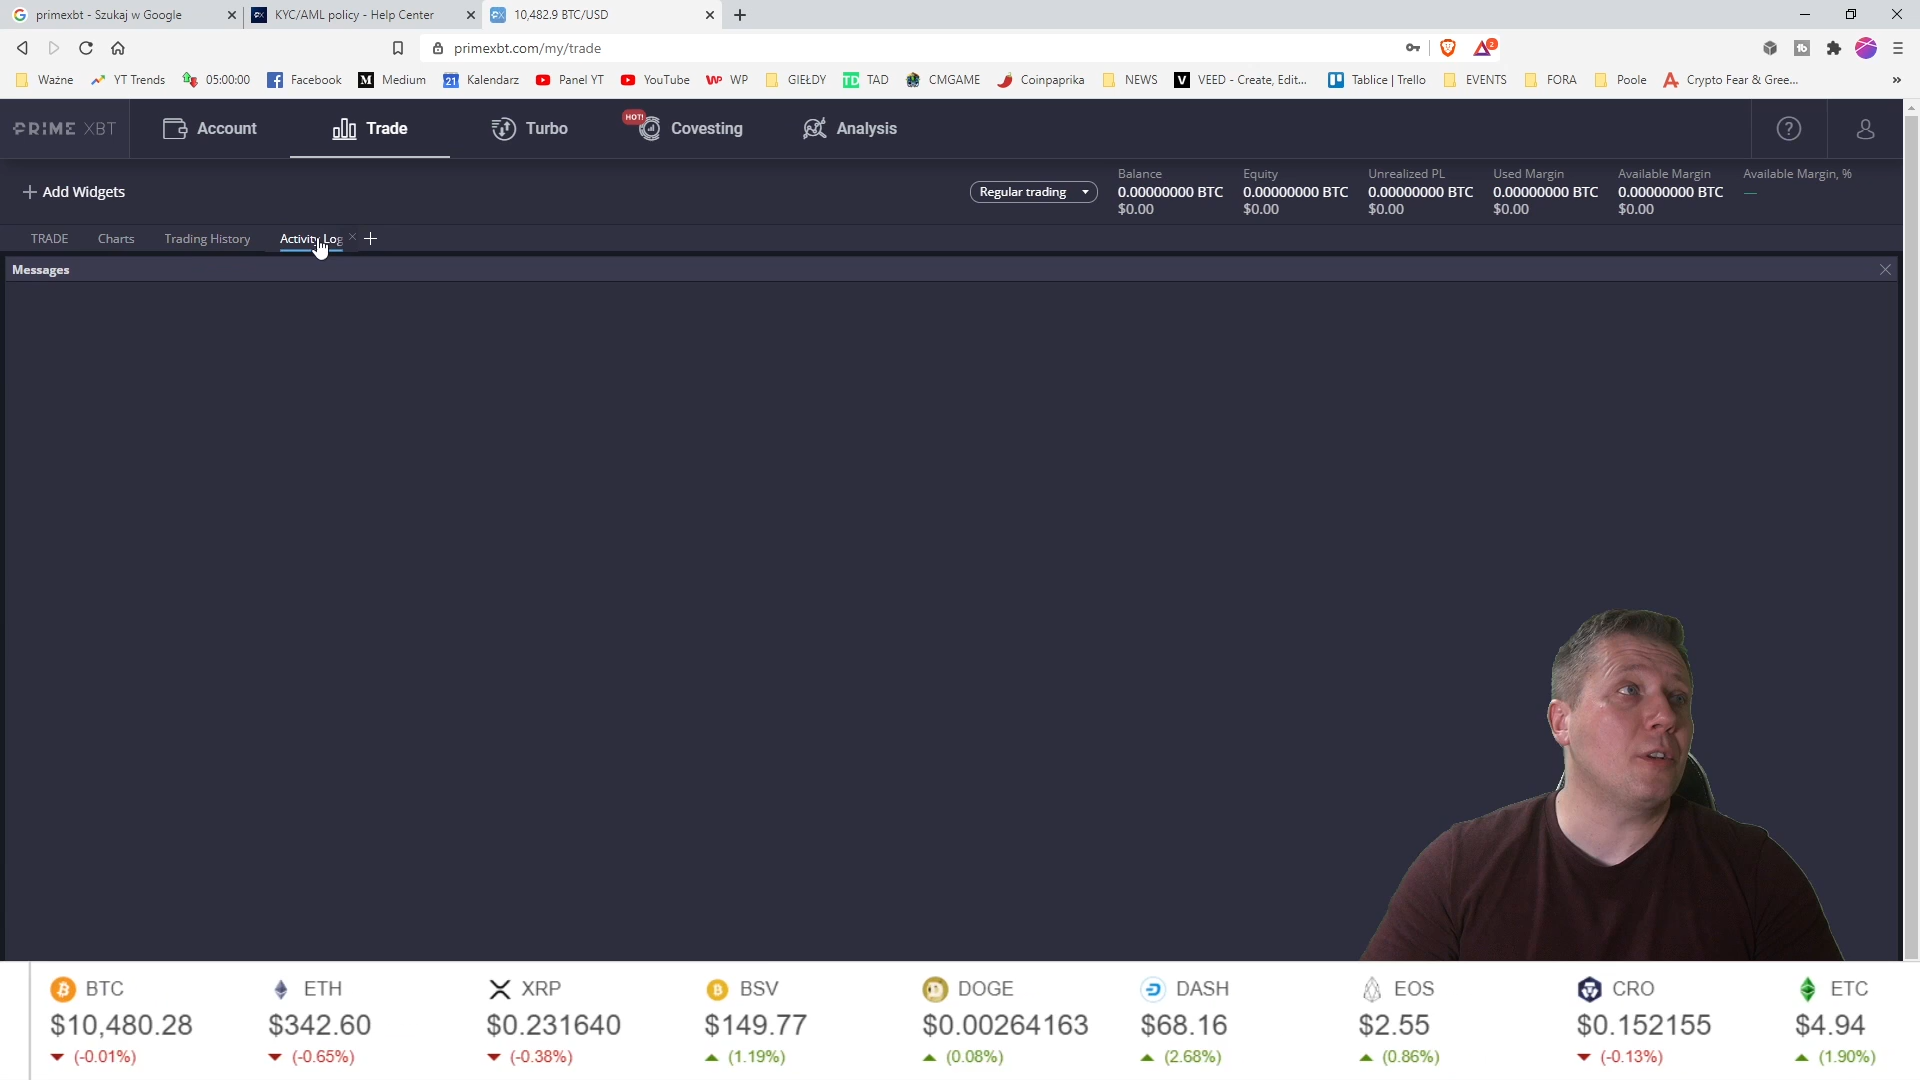 primexbt - Szukaj w Google
KYC/AML policy - Help Center
10,482.9 BTC/USD
primexbt.com/my/trade
2
Ważne
YT Trends
05:00:00
Facebook
Medium
21 Kalendarz
Panel YT
YouTube
WP
GIEŁDY
TD TAD
CMGAME
Coinpaprika
NEWS
V VEED - Create, Edit...
Tablice | Trello
EVENTS
FORA
Poole
Crypto Fear & Gree...
PRIME XBT
Account
Trade
Turbo
HOT!
Covesting
Analysis
Add Widgets
Regular trading
Balance
0.00000000 BTC
$0.00
Equity
0.00000000 BTC
$0.00
Unrealized PL
0.00000000 BTC
$0.00
Used Margin
0.00000000 BTC
$0.00
Available Margin
0.00000000 BTC
$0.00
Available Margin, %
TRADE
Charts
Trading History
Activity Log
Messages
BTC
$10,480.28
(-0.01%)
ETH
$342.60
(-0.65%)
XRP
$0.231640
(-0.38%)
BSV
$149.77
(1.19%)
DOGE
$0.00264163
(0.08%)
DASH
$68.16
(2.68%)
EOS
$2.55
(0.86%)
CRO
$0.152155
(-0.13%)
ETC
$4.94
(1.90%)